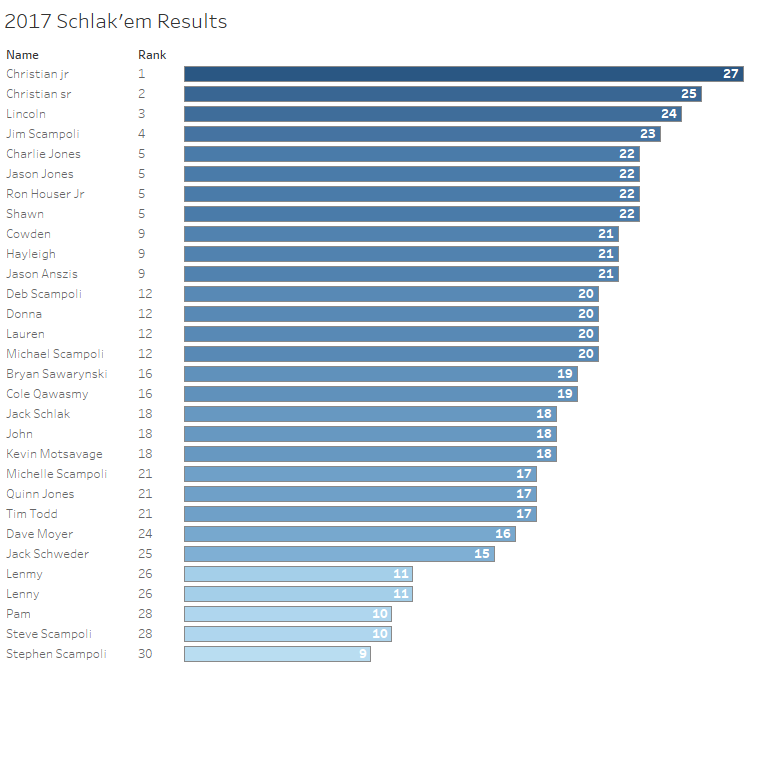 2017 Schlak'em Results
Name Rank
Christian jr 1 27
Christian sr 2 25
Lincoln 3 24
Jim Scampoli 4 23
Charlie Jones 5 22
Jason Jones 5 22
Ron Houser Jr 5 22
Shawn 5 22
Cowden 9 21
Hayleigh 9 21
Jason Anszis 9 21
Deb Scampoli 12 20
Donna 12 20
Lauren 12 20
Michael Scampoli 12 20
Bryan Sawarynski 16 19
Cole Qawasmy 16 19
Jack Schlak 18 18
John 18 18
Kevin Motsavage 18 18
Michelle Scampoli 21 17
Quinn Jones 21 17
Tim Todd 21 17
Dave Moyer 24 16
Jack Schweder 25 15
Lenmy 26 11
Lenny 26 11
Pam 28 10
Steve Scampoli 28 10
Stephen Scampoli 30 9